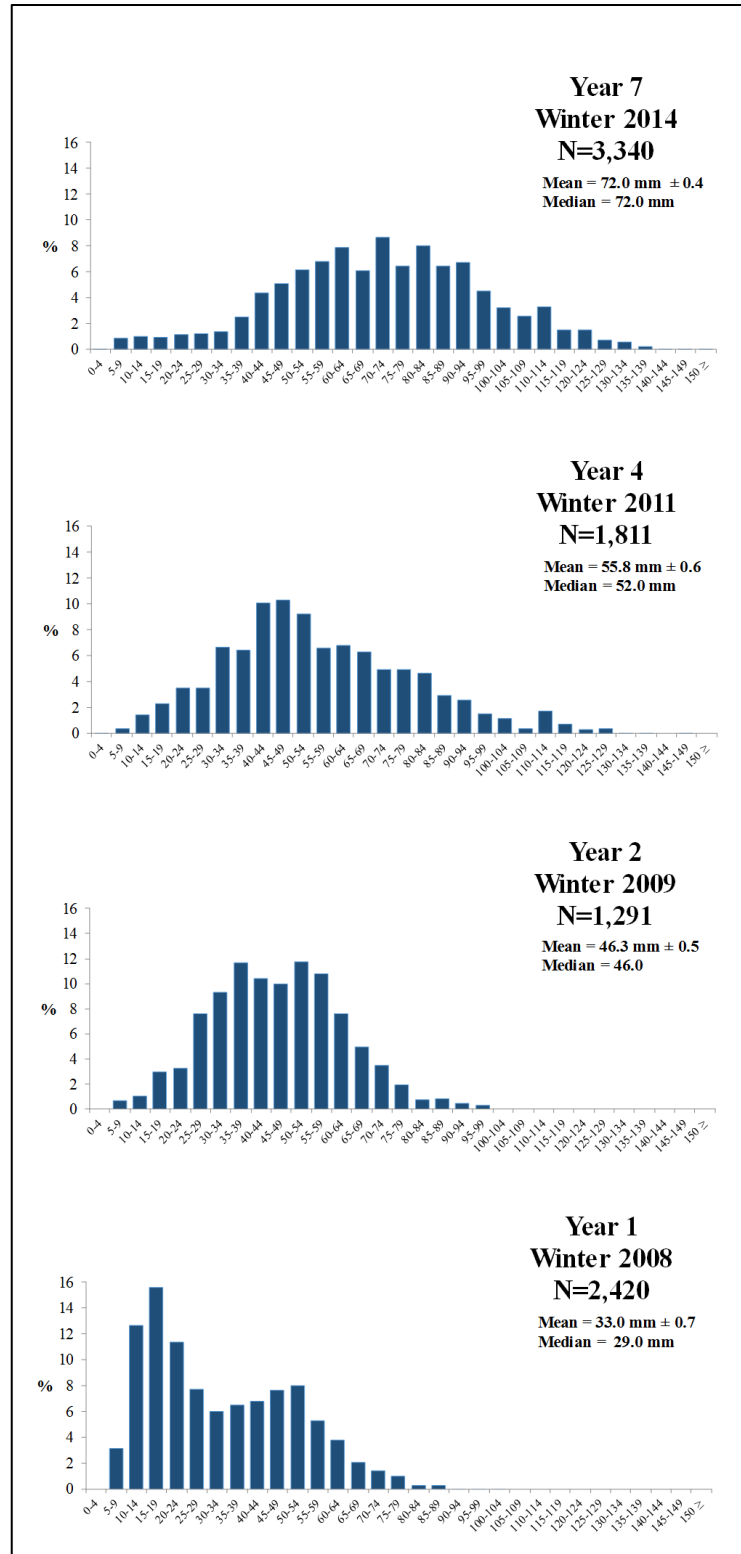 Year 7
Winter 2014
N=3,340
Mean = 72.0 mm ± 0.4
Median = 72.0 mm
16
14
12
10
8
6
4
2
0
%
0-4 5-9 10-14 15-19 20-24 25-29 30-34 35-39 40-44 45-49 50-54 55-59 60-64 65-69 70-74 75-79 80-84 85-89 90-94 95-99 100-104 105-109 110-114 115-119 120-124 125-129 130-134 135-139 140-144 145-149 150 ≥
Year 4
Winter 2011
N=1,811
Mean = 55.8 mm ± 0.6
Median = 52.0 mm
16
14
12
10
8
6
4
2
0
%
0-4 5-9 10-14 15-19 20-24 25-29 30-34 35-39 40-44 45-49 50-54 55-59 60-64 65-69 70-74 75-79 80-84 85-89 90-94 95-99 100-104 105-109 110-114 115-119 120-124 125-129 130-134 135-139 140-144 145-149 150 ≥
Year 2
Winter 2009
N=1,291
Mean = 46.3 mm ± 0.5
Median = 46.0
16
14
12
10
8
6
4
2
0
%
0-4 5-9 10-14 15-19 20-24 25-29 30-34 35-39 40-44 45-49 50-54 55-59 60-64 65-69 70-74 75-79 80-84 85-89 90-94 95-99 100-104 105-109 110-114 115-119 120-124 125-129 130-134 135-139 140-144 145-149 150 ≥
Year 1
Winter 2008
N=2,420
Mean = 33.0 mm ± 0.7
Median = 29.0 mm
16
14
12
10
8
6
4
2
0
%
0-4 5-9 10-14 15-19 20-24 25-29 30-34 35-39 40-44 45-49 50-54 55-59 60-64 65-69 70-74 75-79 80-84 85-89 90-94 95-99 100-104 105-109 110-114 115-119 120-124 125-129 130-134 135-139 140-144 145-149 150 ≥